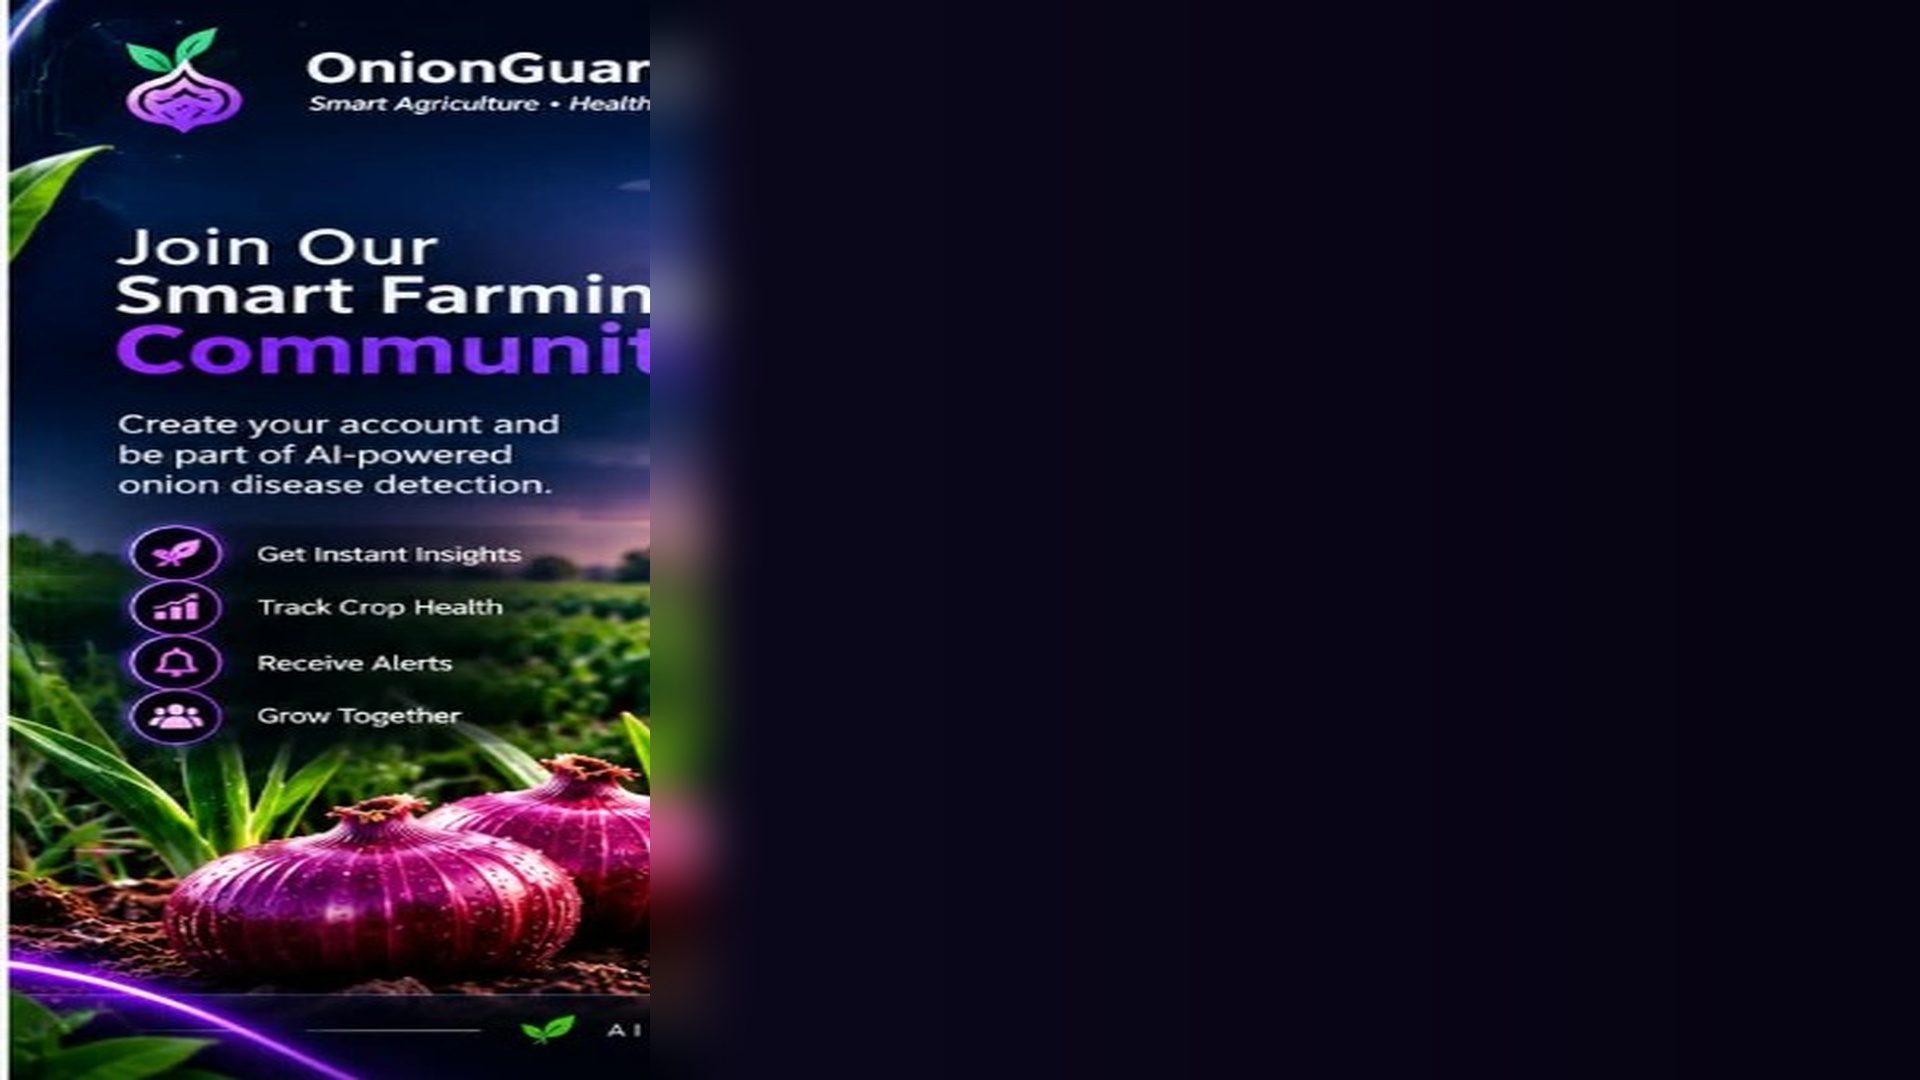 OnionGuar
Smart Agriculture • Health
Join Our
Smart Farmin
Communit
Create your account and
be part of AI-powered
onion disease detection.
Get Instant Insights
Track Crop Health
Receive Alerts
Grow Together
AI